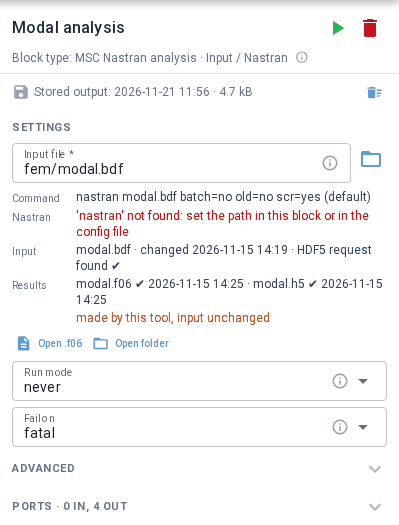 Modal analysis
Block type: MSC Nastran analysis · Input / Nastran
Stored output: 2026-11-21 11:56 · 4.7 kB
SETTINGS
Input file *
fem/modal.bdf
Command nastran modal.bdf batch=no old=no scr=yes (default)
Nastran 'nastran' not found: set the path in this block or in the
config file
Input modal.bdf · changed 2026-11-15 14:19 · HDF5 request
found ✔
Results modal.f06 ✔ 2026-11-15 14:25 · modal.h5 ✔ 2026-11-15
14:25
made by this tool, input unchanged
Open .f06 Open folder
Run mode
never
Fail on
fatal
ADVANCED
PORTS · 0 IN, 4 OUT